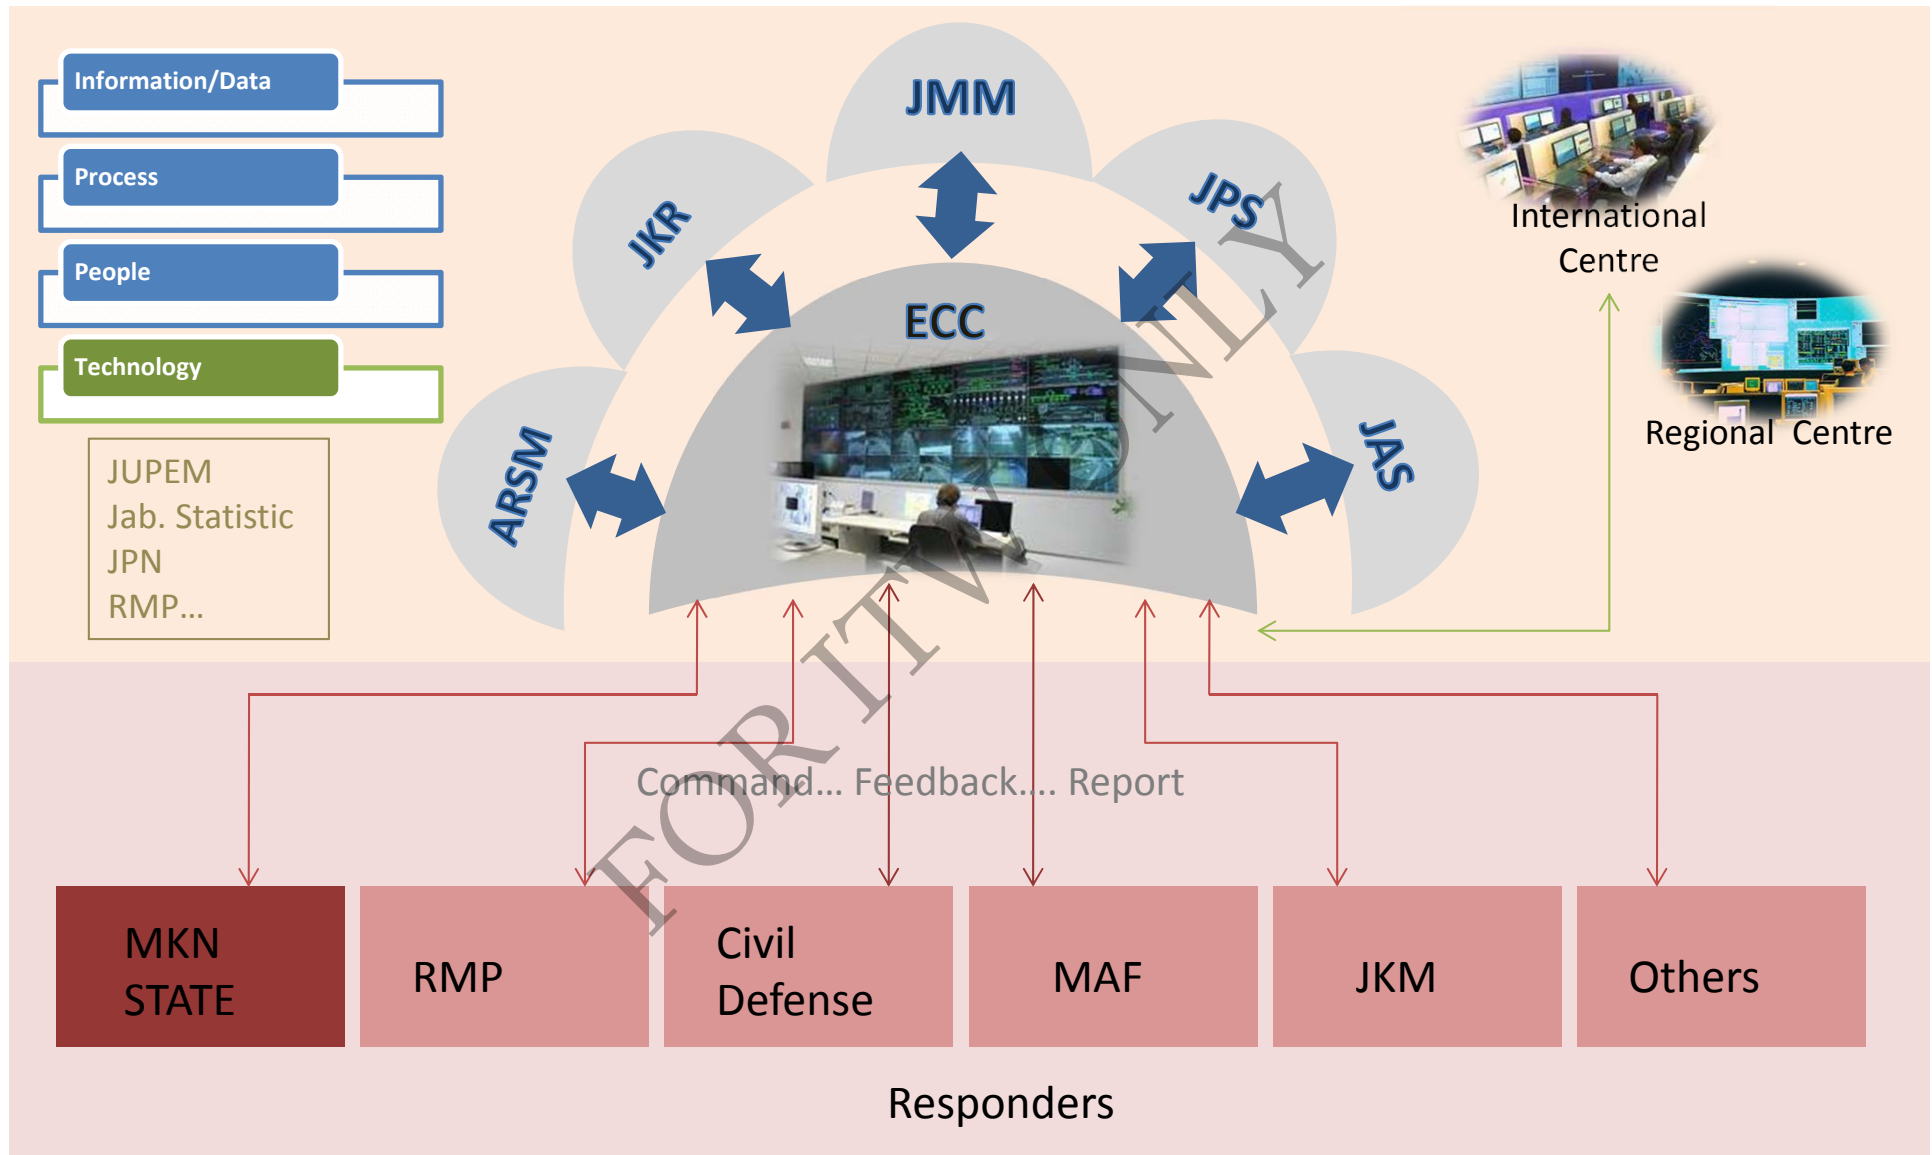 Information/Data
Process
People
Technology
JUPEM
Jab. Statistic
JPN
RMP...
ARSM
JKR
JMM
JPS
JAS
ECC
International
Centre
Regional Centre
FOR ITW ONLY
Command... Feedback.... Report
MKN
STATE
RMP
Civil
Defense
MAF
JKM
Others
Responders